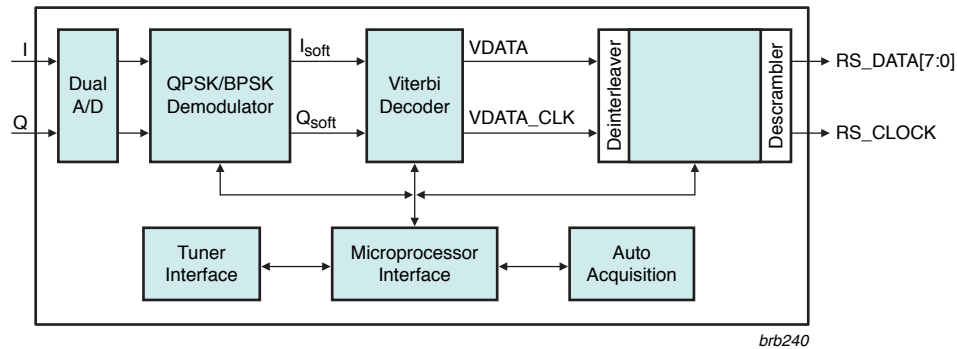 I
Q
Dual
A/D
QPSK/BPSK
Demodulator
Isoft
Qsoft
Viterbi
Decoder
VDATA
VDATA_CLK
Deinterleaver
Descrambler
RS_DATA[7:0]
RS_CLOCK
Tuner
Interface
Microprocessor
Interface
Auto
Acquisition
brb240